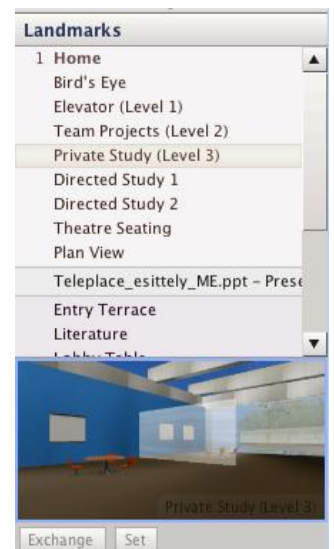 Landmarks
1 Home
Bird's Eye
Elevator (Level 1)
Team Projects (Level 2)
Private Study (Level 3)
Directed Study 1
Directed Study 2
Theatre Seating
Plan View
Teleplace_esittely_ME.ppt – Prese
Entry Terrace
Literature
Lobby Table
Private Study (Level 3)
Exchange Set